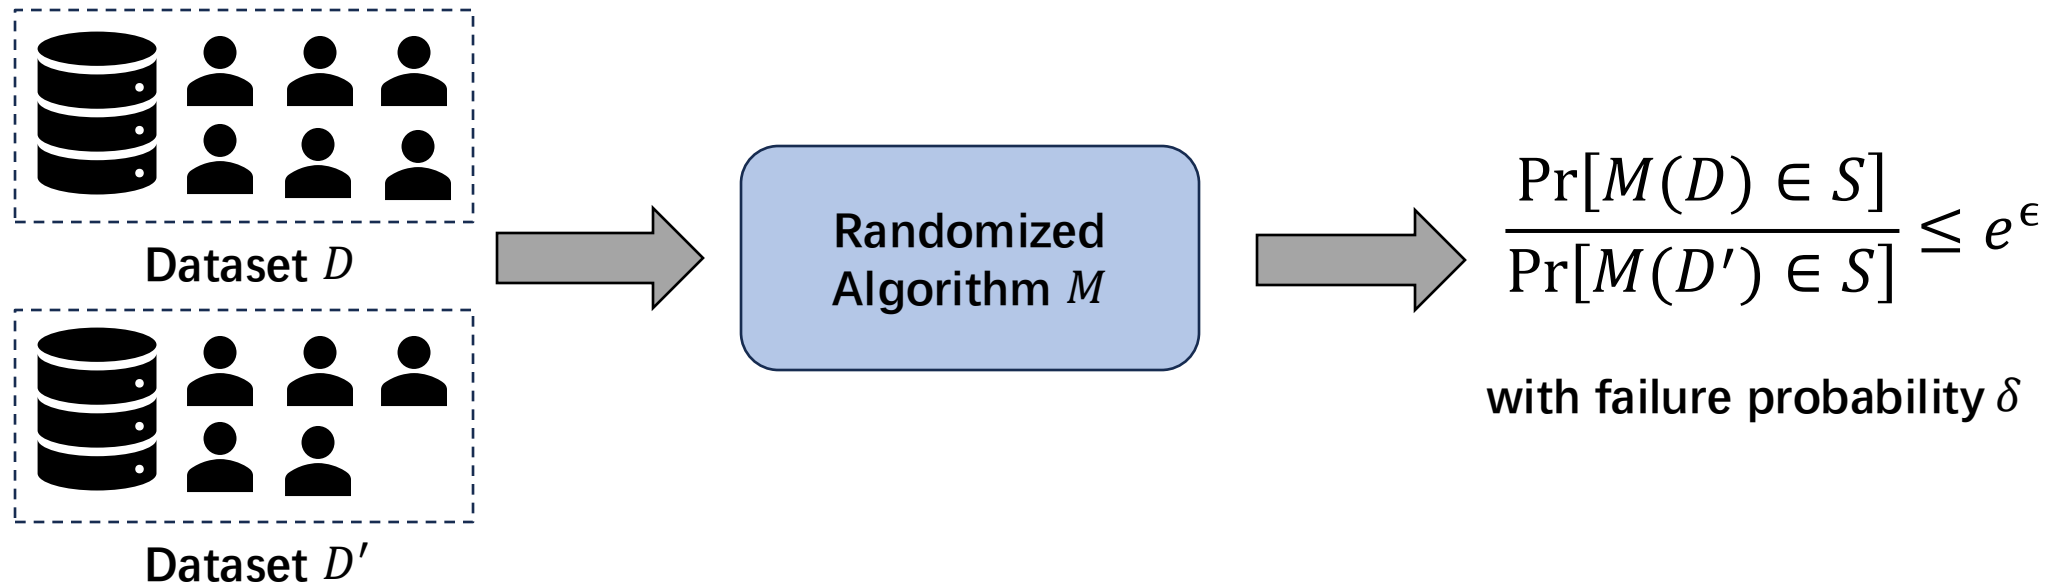 Dataset D
Dataset D′
Randomized
Algorithm M
Pr[M(D) ∈ S]
Pr[M(D′) ∈ S]
≤ e^ϵ
with failure probability δ